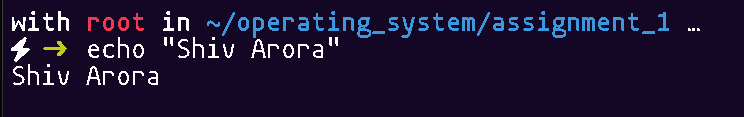 with root in ~/operating_system/assignment_1 …
⚡ → echo "Shiv Arora"
Shiv Arora